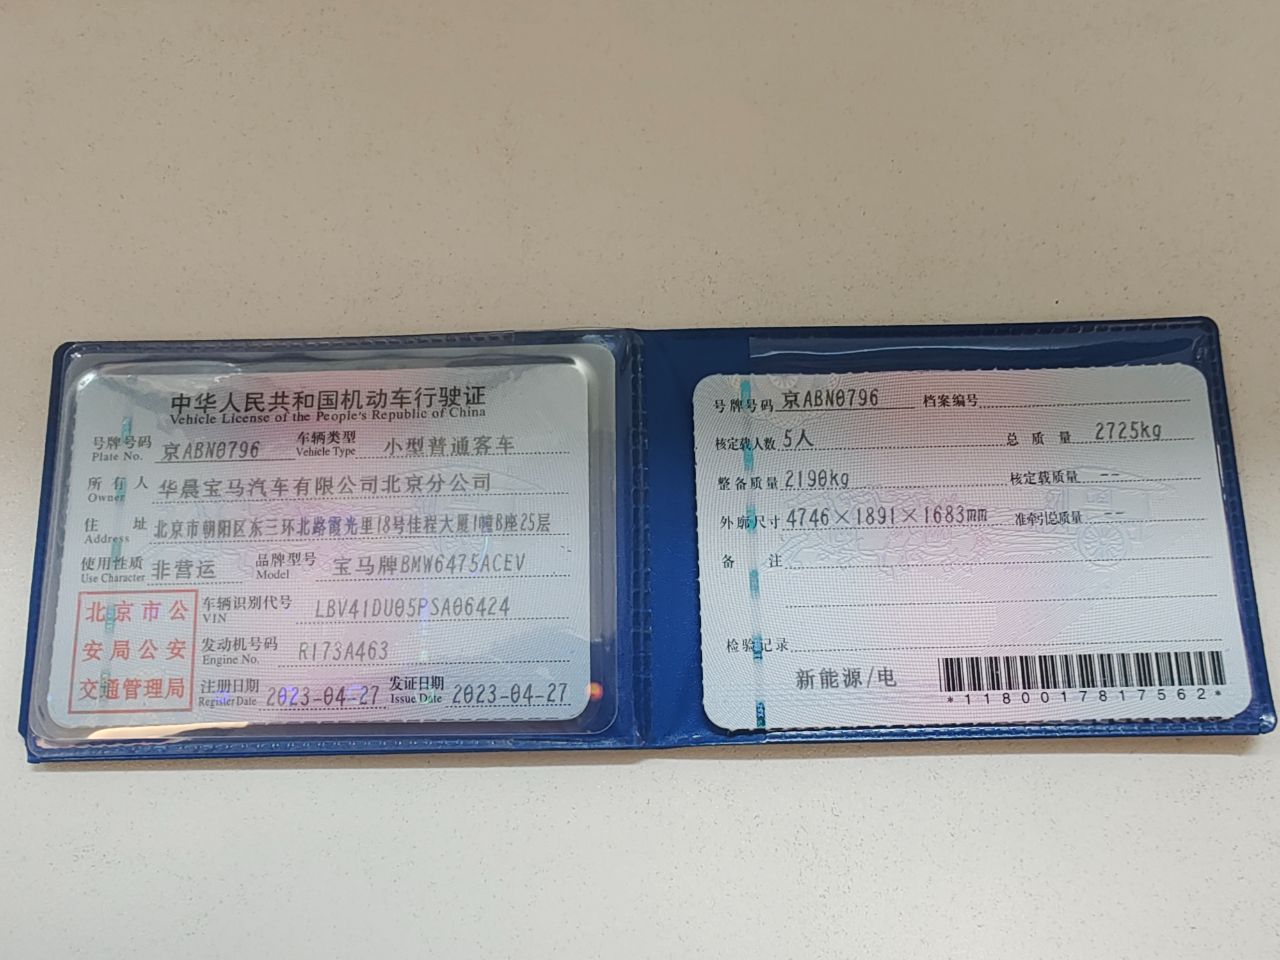 中华人民共和国机动车行驶证
Vehicle License of the People's Republic of China
号牌号码 Plate No. 京ABN0796 车辆类型 Vehicle Type 小型普通客车
所有人 Owner 华晨宝马汽车有限公司北京分公司
住址 Address 北京市朝阳区东三环北路霞光里18号佳程大厦1幢B座25层
使用性质 Use Character 非营运 品牌型号 Model 宝马牌BMW6475ACEV
北京市公
安局公安
交通管理局
车辆识别代号 VIN LBV41DU05PSA06424
发动机号码 Engine No. R173A463
注册日期 Register Date 2023-04-27 发证日期 Issue Date 2023-04-27
号牌号码 京ABN0796 档案编号
核定载人数 5人 总质量 2725kg
整备质量 2190kg 核定载质量 --
外廓尺寸 4746×1891×1683mm 准牵引总质量 --
备注
检验记录
新能源/电
*1180017817562*